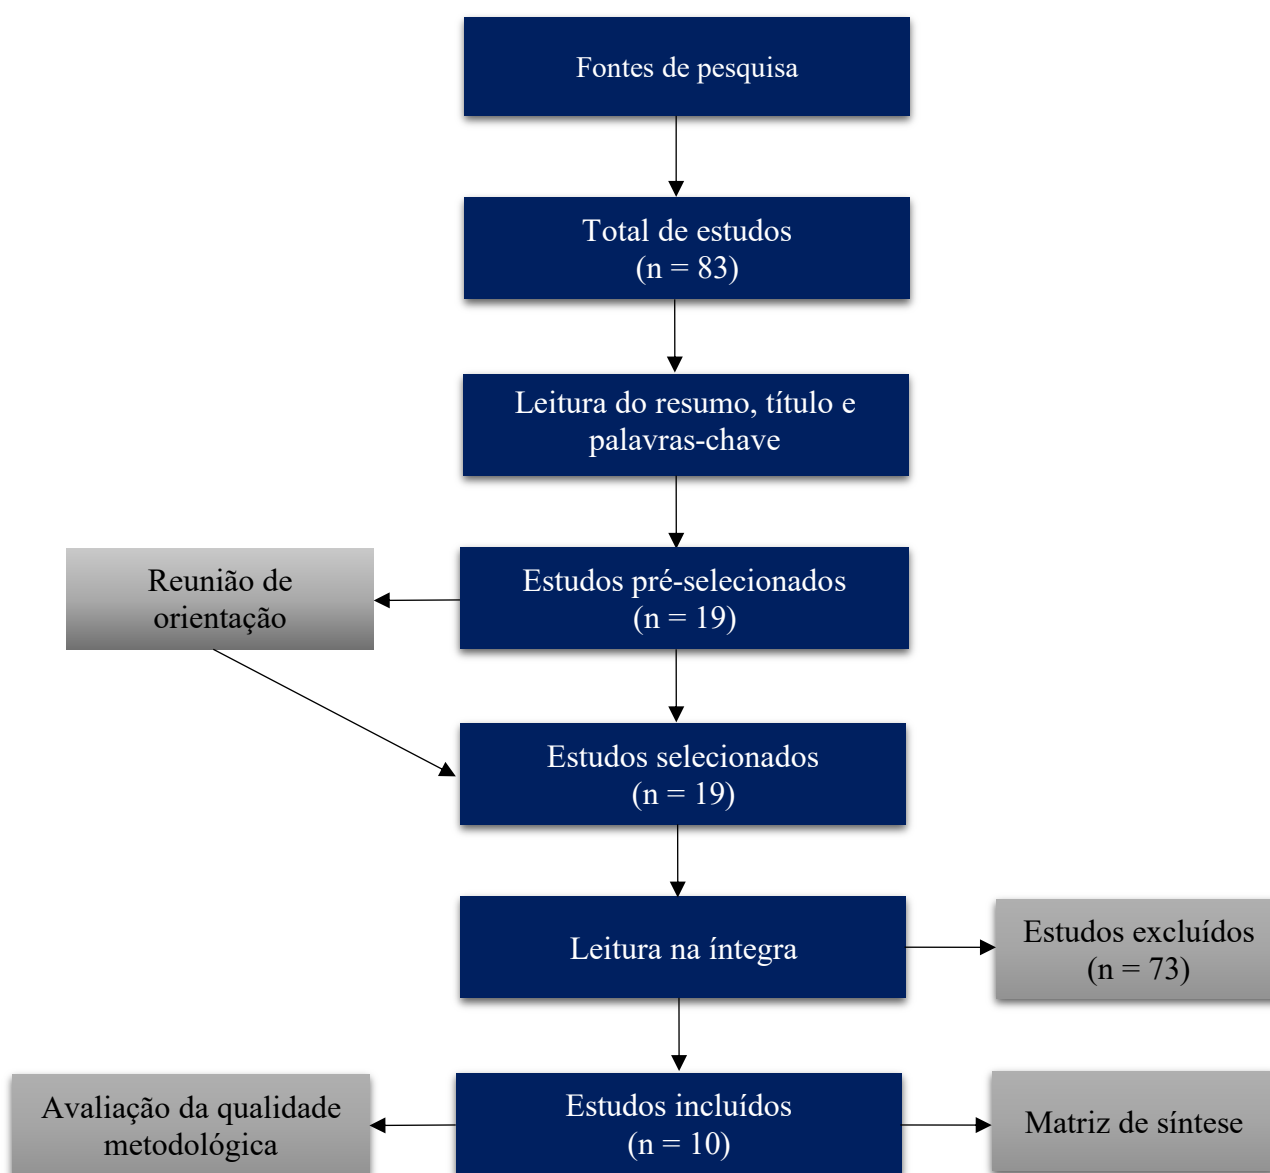 Fontes de pesquisa
Total de estudos
(n = 83)
Leitura do resumo, título e
palavras-chave
Reunião de
orientação
Estudos pré-selecionados
(n = 19)
Estudos selecionados
(n = 19)
Leitura na íntegra
Estudos excluídos
(n = 73)
Avaliação da qualidade
metodológica
Estudos incluídos
(n = 10)
Matriz de síntese